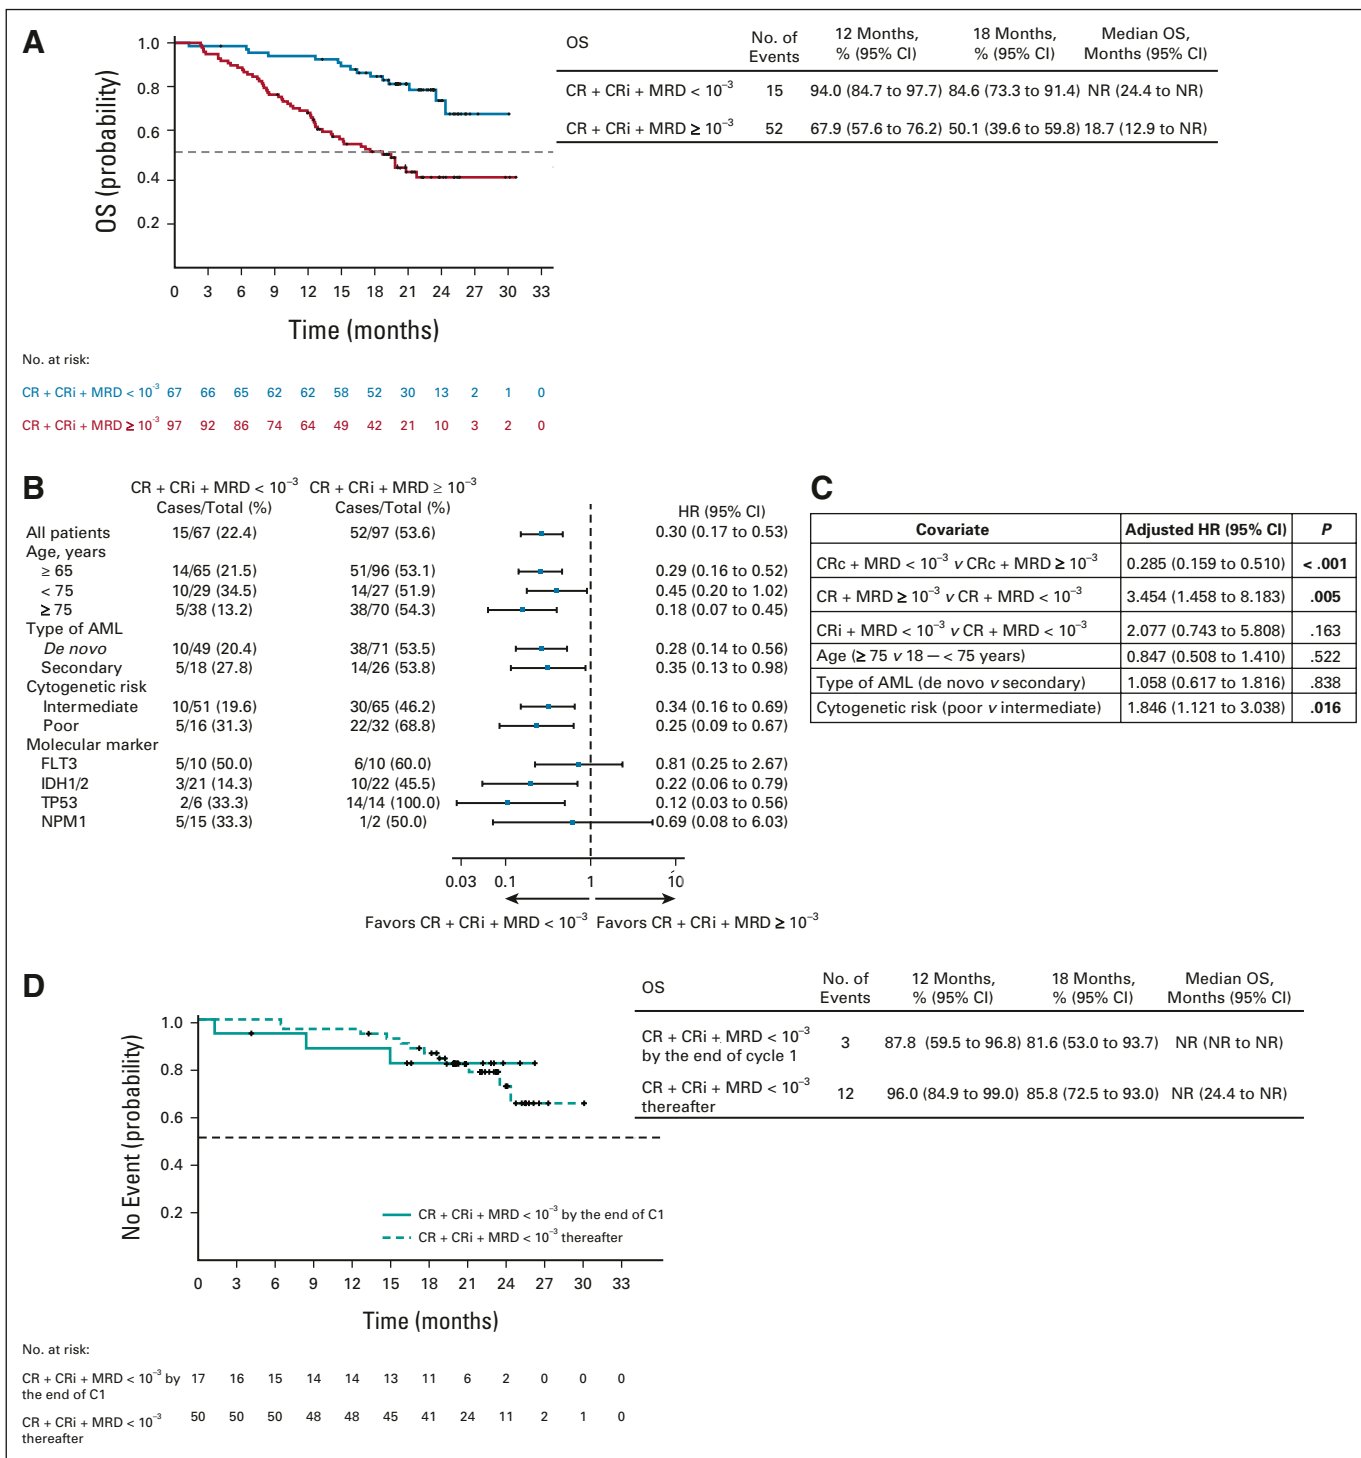 A
OS (probability)
1.0
0.8
0.6
0.4
0.2
0 3 6 9 12 15 18 21 24 27 30 33
Time (months)
OS No. of Events 12 Months, % (95% CI) 18 Months, % (95% CI) Median OS, Months (95% CI)
CR + CRi + MRD < 10⁻³ 15 94.0 (84.7 to 97.7) 84.6 (73.3 to 91.4) NR (24.4 to NR)
CR + CRi + MRD ≥ 10⁻³ 52 67.9 (57.6 to 76.2) 50.1 (39.6 to 59.8) 18.7 (12.9 to NR)
No. at risk:
CR + CRi + MRD < 10⁻³ 67 66 65 62 62 58 52 30 13 2 1 0
CR + CRi + MRD ≥ 10⁻³ 97 92 86 74 64 49 42 21 10 3 2 0
B
CR + CRi + MRD < 10⁻³ CR + CRi + MRD ≥ 10⁻³
Cases/Total (%) Cases/Total (%) HR (95% CI)
All patients 15/67 (22.4) 52/97 (53.6) 0.30 (0.17 to 0.53)
Age, years
≥ 65 14/65 (21.5) 51/96 (53.1) 0.29 (0.16 to 0.52)
< 75 10/29 (34.5) 14/27 (51.9) 0.45 (0.20 to 1.02)
≥ 75 5/38 (13.2) 38/70 (54.3) 0.18 (0.07 to 0.45)
Type of AML
De novo 10/49 (20.4) 38/71 (53.5) 0.28 (0.14 to 0.56)
Secondary 5/18 (27.8) 14/26 (53.8) 0.35 (0.13 to 0.98)
Cytogenetic risk
Intermediate 10/51 (19.6) 30/65 (46.2) 0.34 (0.16 to 0.69)
Poor 5/16 (31.3) 22/32 (68.8) 0.25 (0.09 to 0.67)
Molecular marker
FLT3 5/10 (50.0) 6/10 (60.0) 0.81 (0.25 to 2.67)
IDH1/2 3/21 (14.3) 10/22 (45.5) 0.22 (0.06 to 0.79)
TP53 2/6 (33.3) 14/14 (100.0) 0.12 (0.03 to 0.56)
NPM1 5/15 (33.3) 1/2 (50.0) 0.69 (0.08 to 6.03)
0.03 0.1 1 10
Favors CR + CRi + MRD < 10⁻³ Favors CR + CRi + MRD ≥ 10⁻³
C
Covariate Adjusted HR (95% CI) P
CRc + MRD < 10⁻³ v CRc + MRD ≥ 10⁻³ 0.285 (0.159 to 0.510) < .001
CR + MRD ≥ 10⁻³ v CR + MRD < 10⁻³ 3.454 (1.458 to 8.183) .005
CRi + MRD < 10⁻³ v CR + MRD < 10⁻³ 2.077 (0.743 to 5.808) .163
Age (≥ 75 v 18 — < 75 years) 0.847 (0.508 to 1.410) .522
Type of AML (de novo v secondary) 1.058 (0.617 to 1.816) .838
Cytogenetic risk (poor v intermediate) 1.846 (1.121 to 3.038) .016
D
No Event (probability)
1.0
0.8
0.6
0.4
0.2
CR + CRi + MRD < 10⁻³ by the end of C1
CR + CRi + MRD < 10⁻³ thereafter
0 3 6 9 12 15 18 21 24 27 30 33
Time (months)
OS No. of Events 12 Months, % (95% CI) 18 Months, % (95% CI) Median OS, Months (95% CI)
CR + CRi + MRD < 10⁻³ by the end of cycle 1 3 87.8 (59.5 to 96.8) 81.6 (53.0 to 93.7) NR (NR to NR)
CR + CRi + MRD < 10⁻³ thereafter 12 96.0 (84.9 to 99.0) 85.8 (72.5 to 93.0) NR (24.4 to NR)
No. at risk:
CR + CRi + MRD < 10⁻³ by 17 16 15 14 14 13 11 6 2 0 0 0
the end of C1
CR + CRi + MRD < 10⁻³ 50 50 50 48 48 45 41 24 11 2 1 0
thereafter